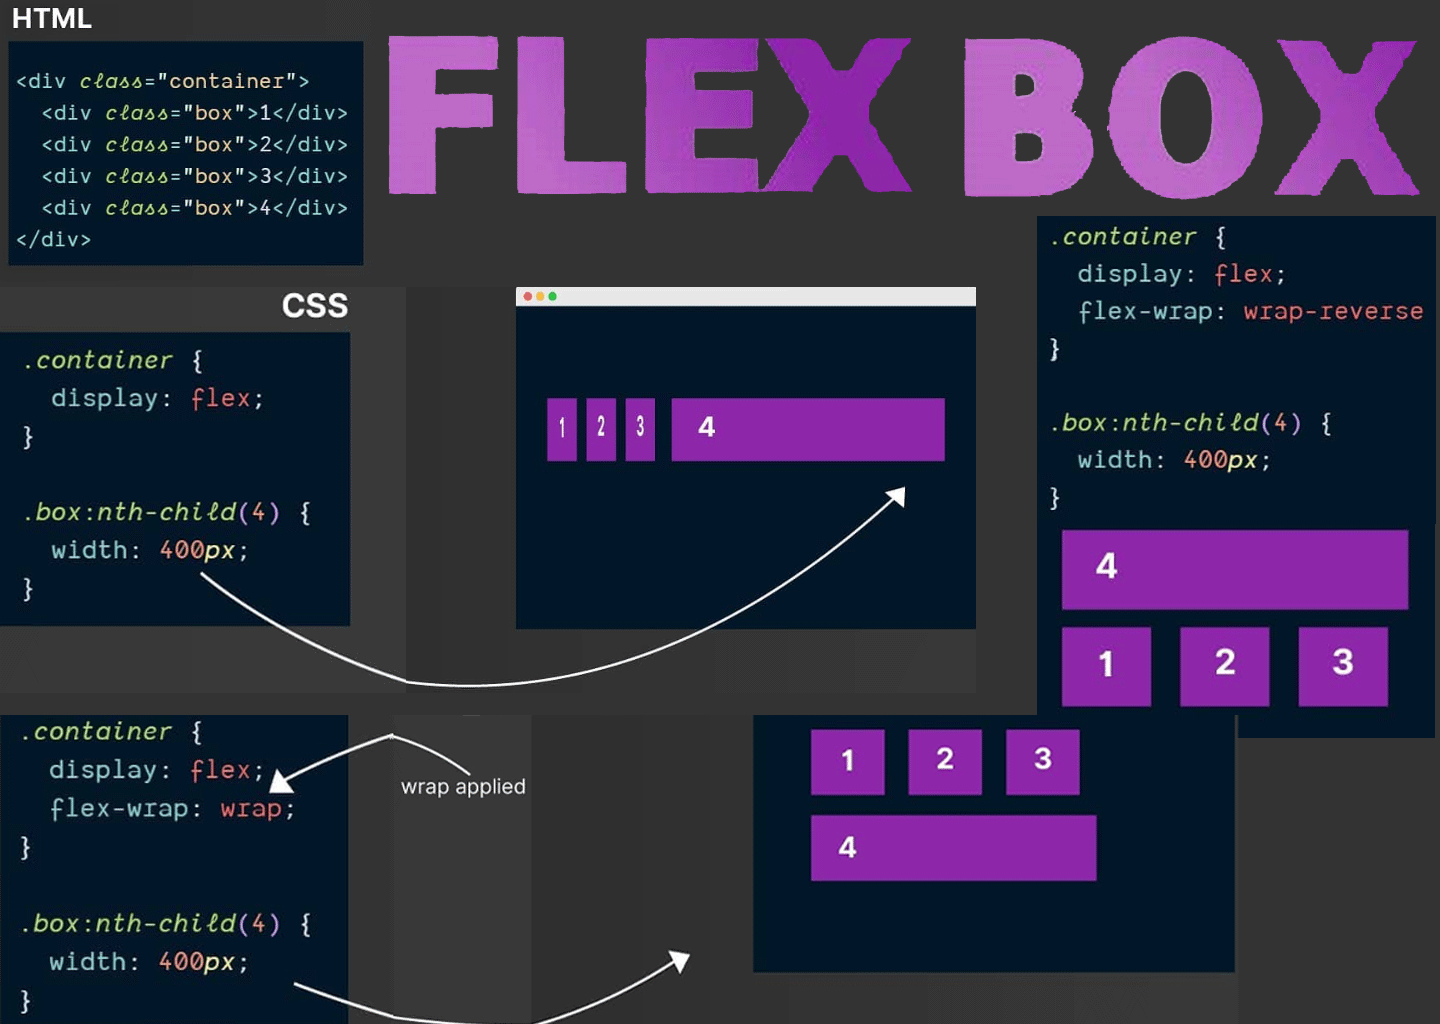 HTML
FLEX BOX
<div class="container">
  <div class="box">1</div>
  <div class="box">2</div>
  <div class="box">3</div>
  <div class="box">4</div>
</div>
CSS
.container {
  display: flex;
}
.box:nth-child(4) {
  width: 400px;
}
1 2 3 4
.container {
  display: flex;
  flex-wrap: wrap-reverse
}
.box:nth-child(4) {
  width: 400px;
}
4
1 2 3
.container {
  display: flex;
  flex-wrap: wrap;
}
.box:nth-child(4) {
  width: 400px;
}
wrap applied
1 2 3
4